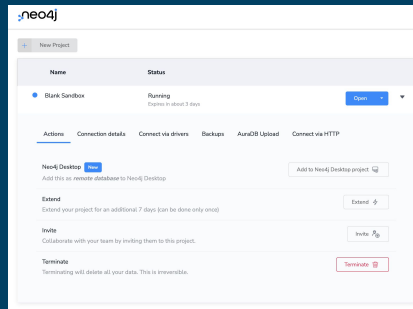 neo4j
+ New Project
Name Status
Blank Sandbox Running Open
Expires in about 3 days
Actions Connection details Connect via drivers Backups AuraDB Upload Connect via HTTP
Neo4j Desktop New Add to Neo4j Desktop project
Add this as remote database to Neo4j Desktop
Extend Extend
Extend your project for an additional 7 days (can be done only once)
Invite Invite
Collaborate with your team by inviting them to this project.
Terminate Terminate
Terminating will delete all your data. This is irreversible.